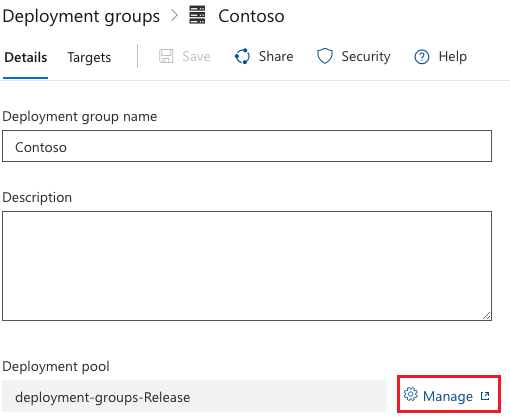 Deployment groups > Contoso
Details Targets Save Share Security Help
Deployment group name
Contoso
Description
Deployment pool
deployment-groups-Release Manage